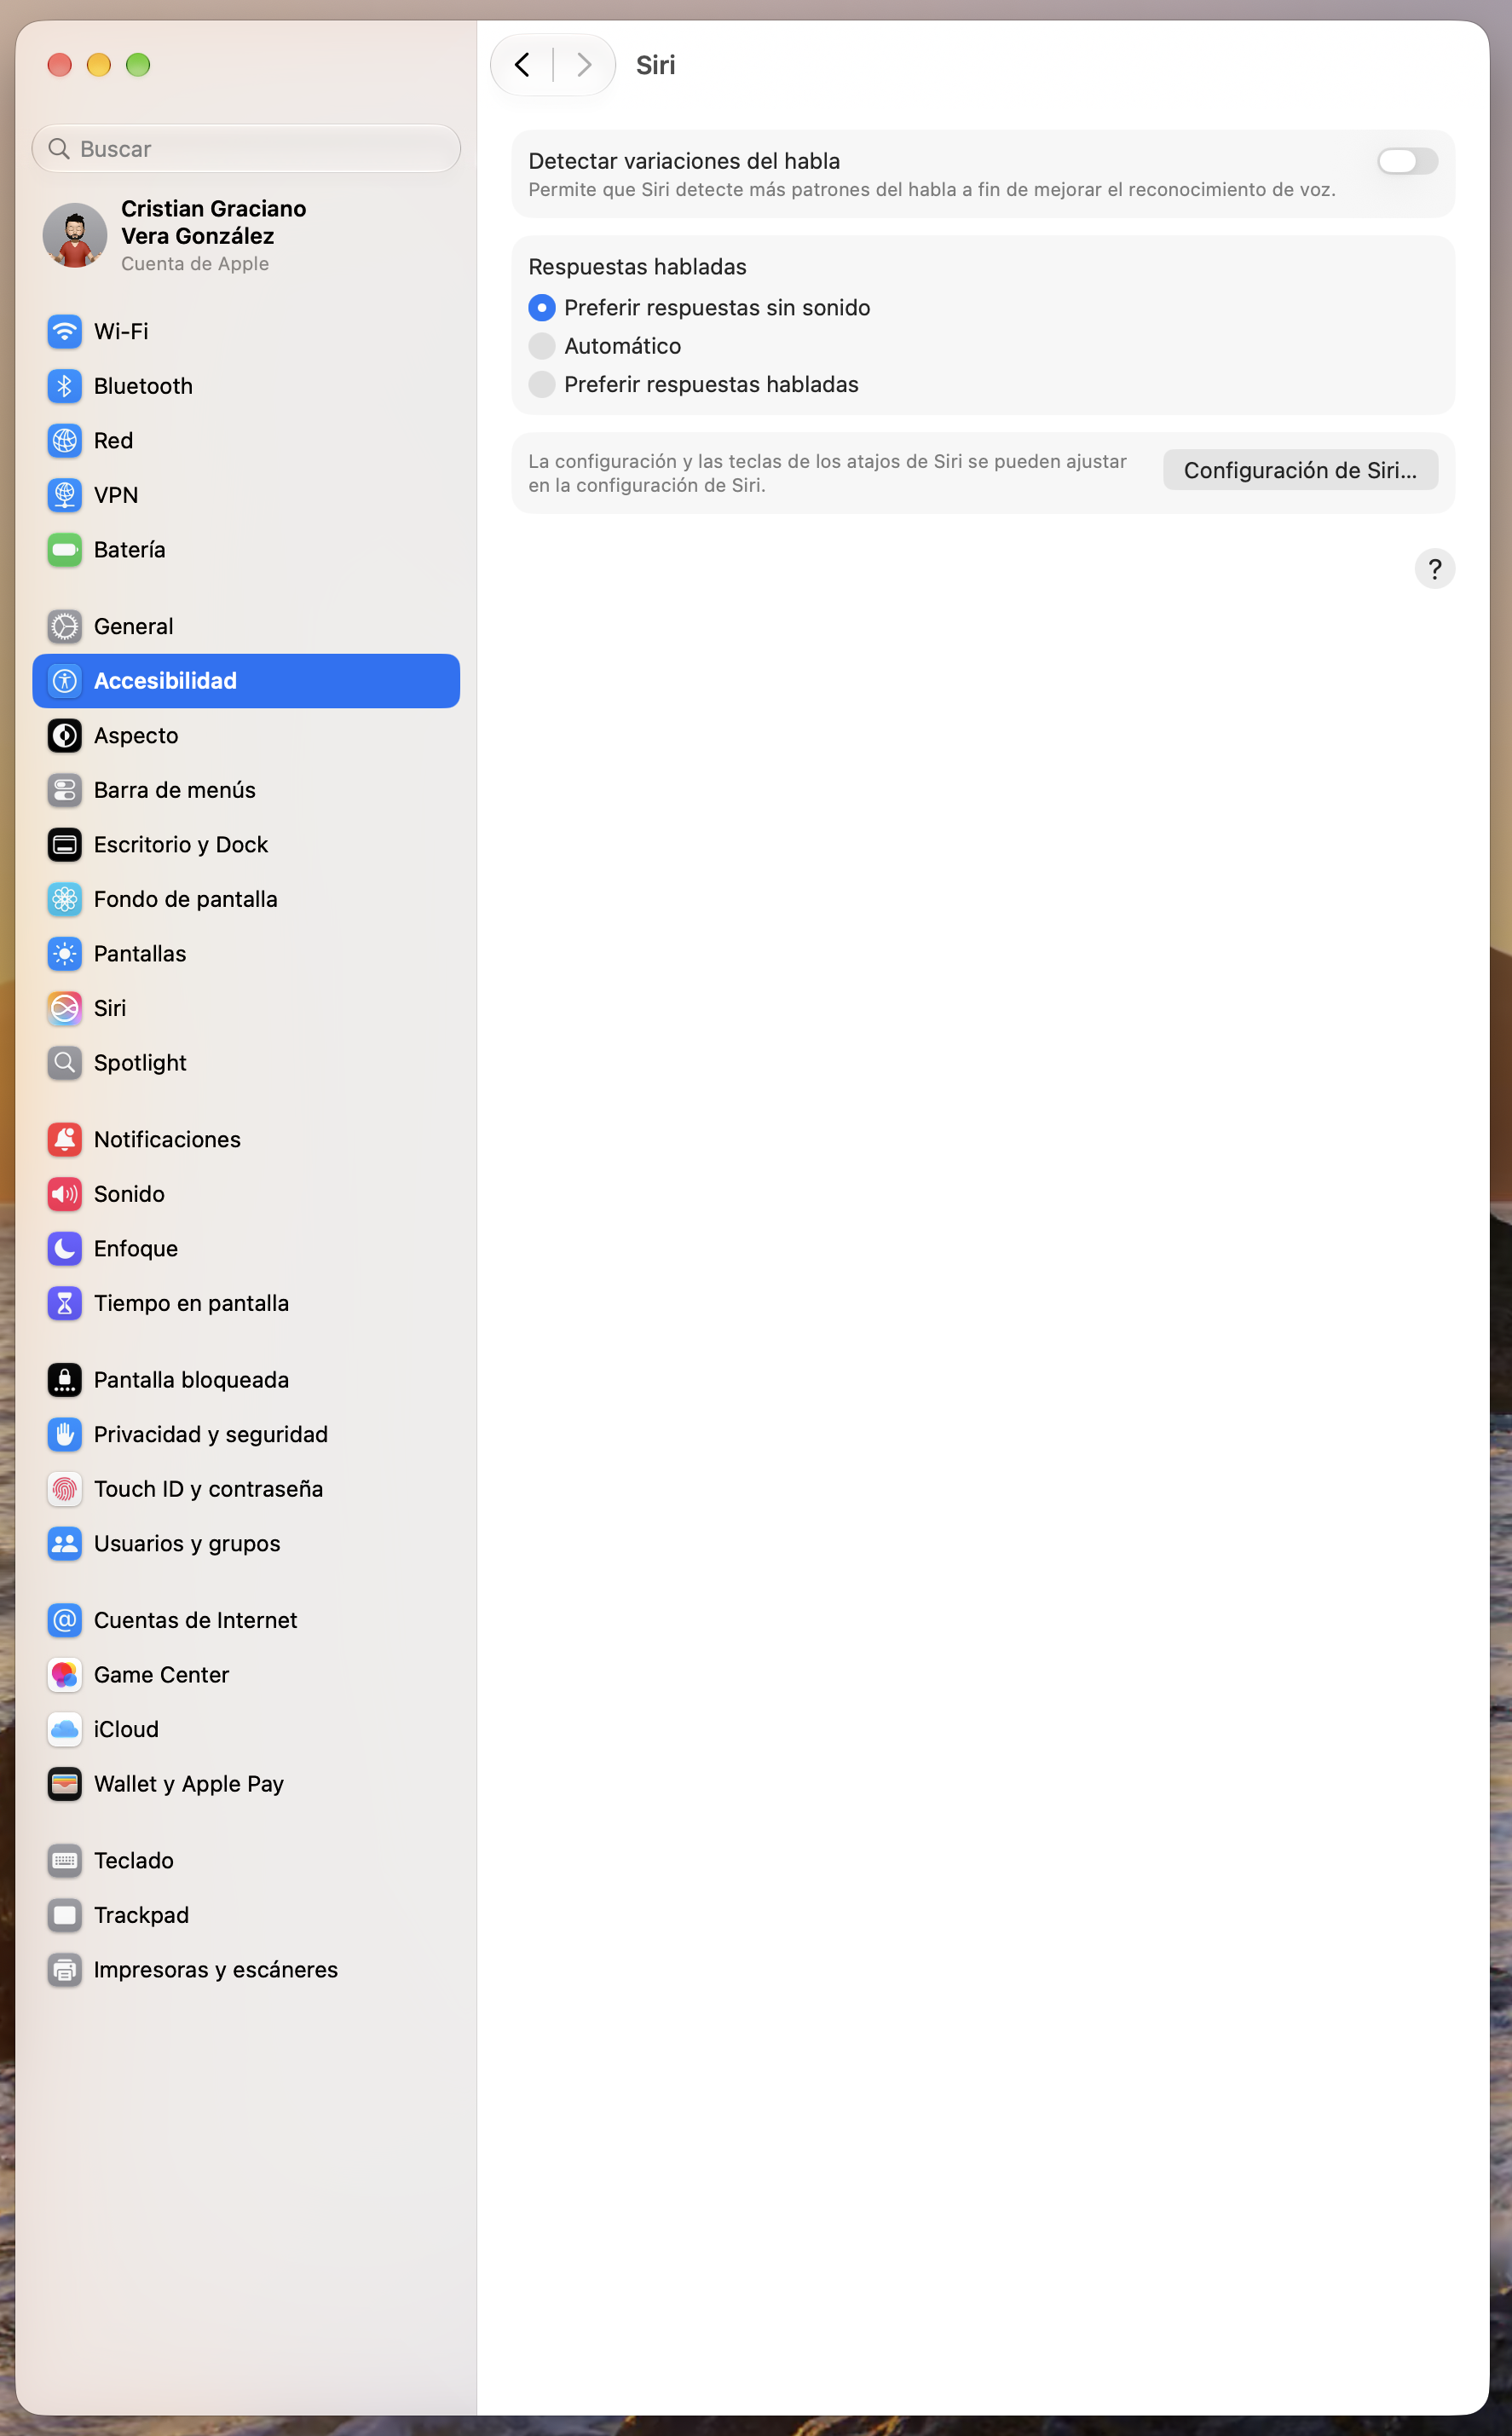 Siri
Buscar
Cristian Graciano
Vera González
Cuenta de Apple
Wi-Fi
Bluetooth
Red
VPN
Batería
General
Accesibilidad
Aspecto
Barra de menús
Escritorio y Dock
Fondo de pantalla
Pantallas
Siri
Spotlight
Notificaciones
Sonido
Enfoque
Tiempo en pantalla
Pantalla bloqueada
Privacidad y seguridad
Touch ID y contraseña
Usuarios y grupos
Cuentas de Internet
Game Center
iCloud
Wallet y Apple Pay
Teclado
Trackpad
Impresoras y escáneres
Detectar variaciones del habla
Permite que Siri detecte más patrones del habla a fin de mejorar el reconocimiento de voz.
Respuestas habladas
Preferir respuestas sin sonido
Automático
Preferir respuestas habladas
La configuración y las teclas de los atajos de Siri se pueden ajustar
en la configuración de Siri.
Configuración de Siri...
?